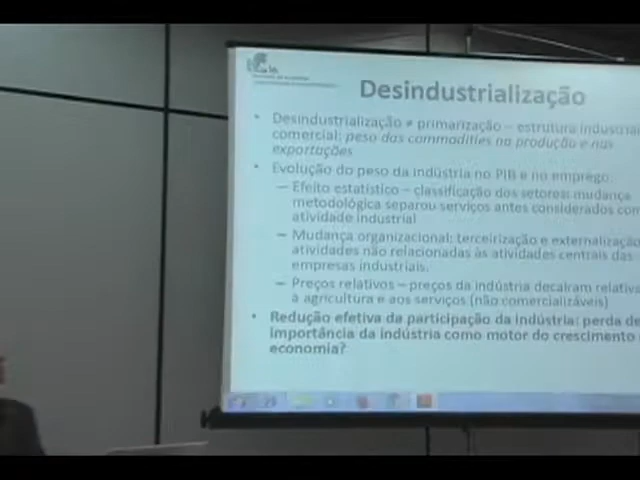 Desindustrialização
• Desindustrialização ≠ primarização – estrutura industrial
comercial: peso das commodities na produção e nas
exportações
• Evolução do peso da indústria no PIB e no emprego:
– Efeito estatístico – classificação dos setores: mudança
metodológica separou serviços antes considerados com
atividade industrial
– Mudança organizacional: terceirização e externalização
atividades não relacionadas às atividades centrais das
empresas industriais.
– Preços relativos – preços da indústria decaíram relativa
à agricultura e aos serviços (não comercializáveis)
• Redução efetiva da participação da indústria: perda de
importância da indústria como motor do crescimento
economia?